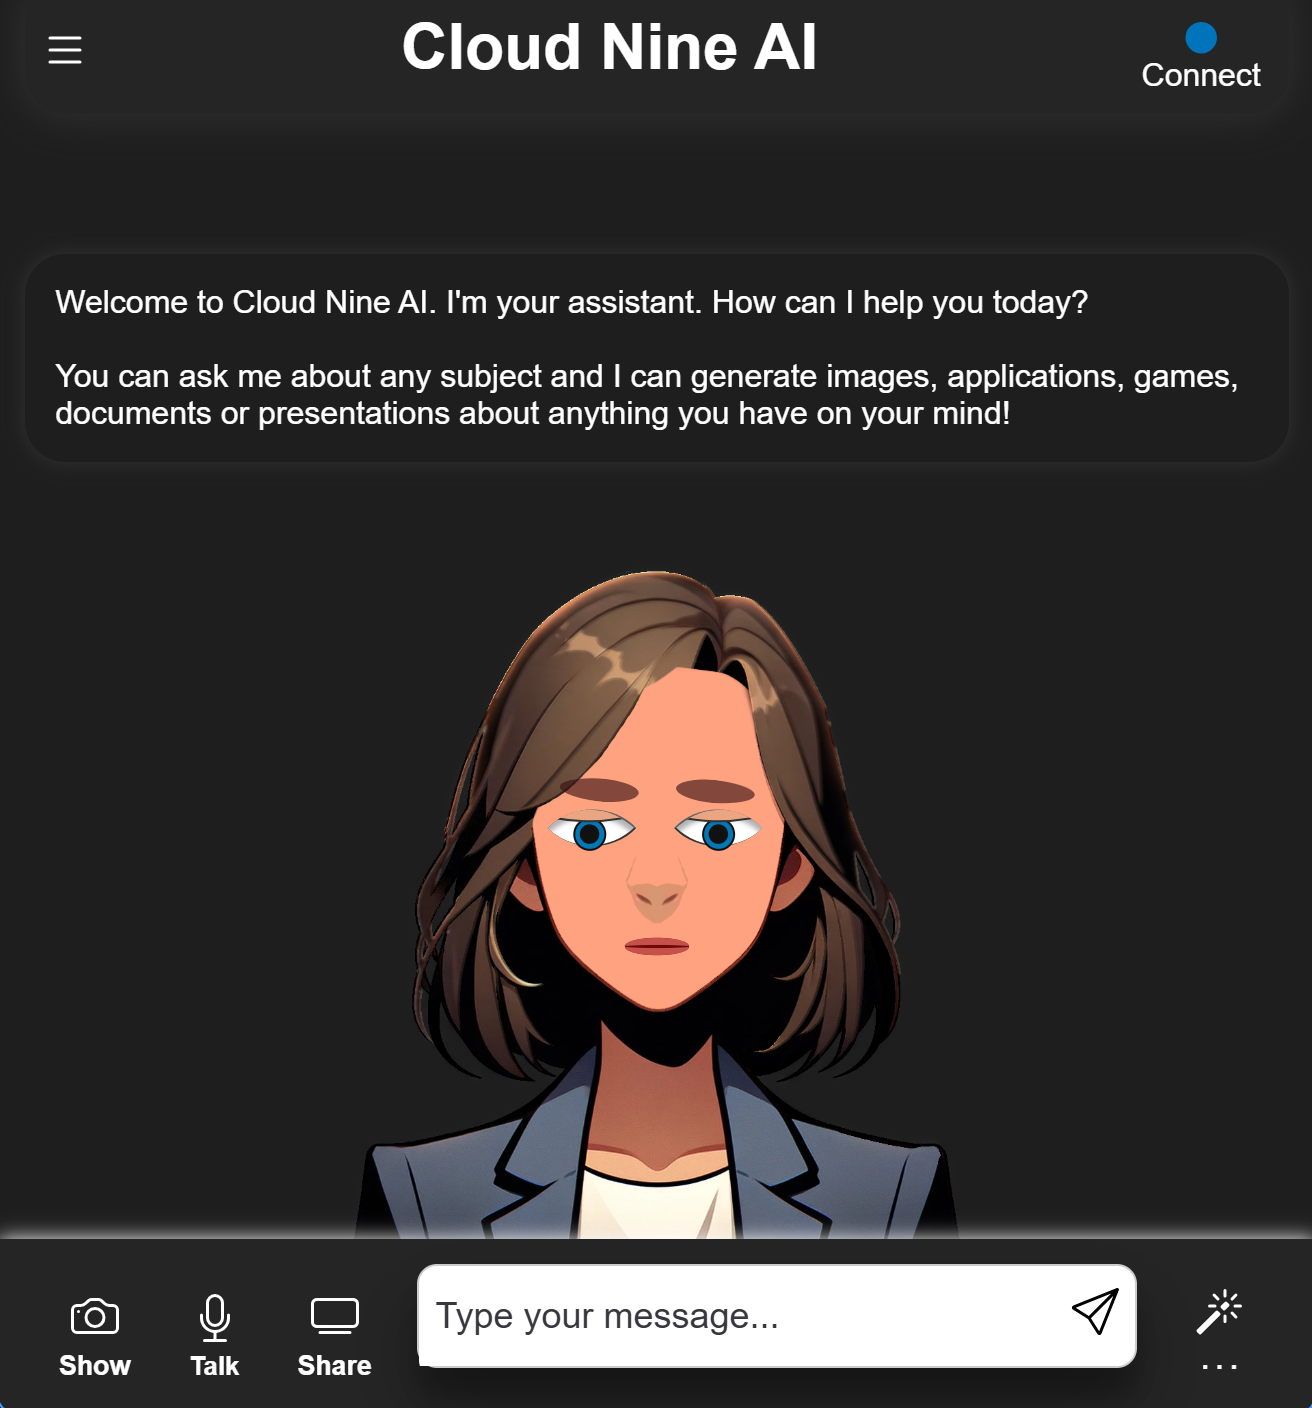 Cloud Nine AI
Connect
Welcome to Cloud Nine AI. I'm your assistant. How can I help you today?
You can ask me about any subject and I can generate images, applications, games,
documents or presentations about anything you have on your mind!
Type your message...
Show
Talk
Share
...